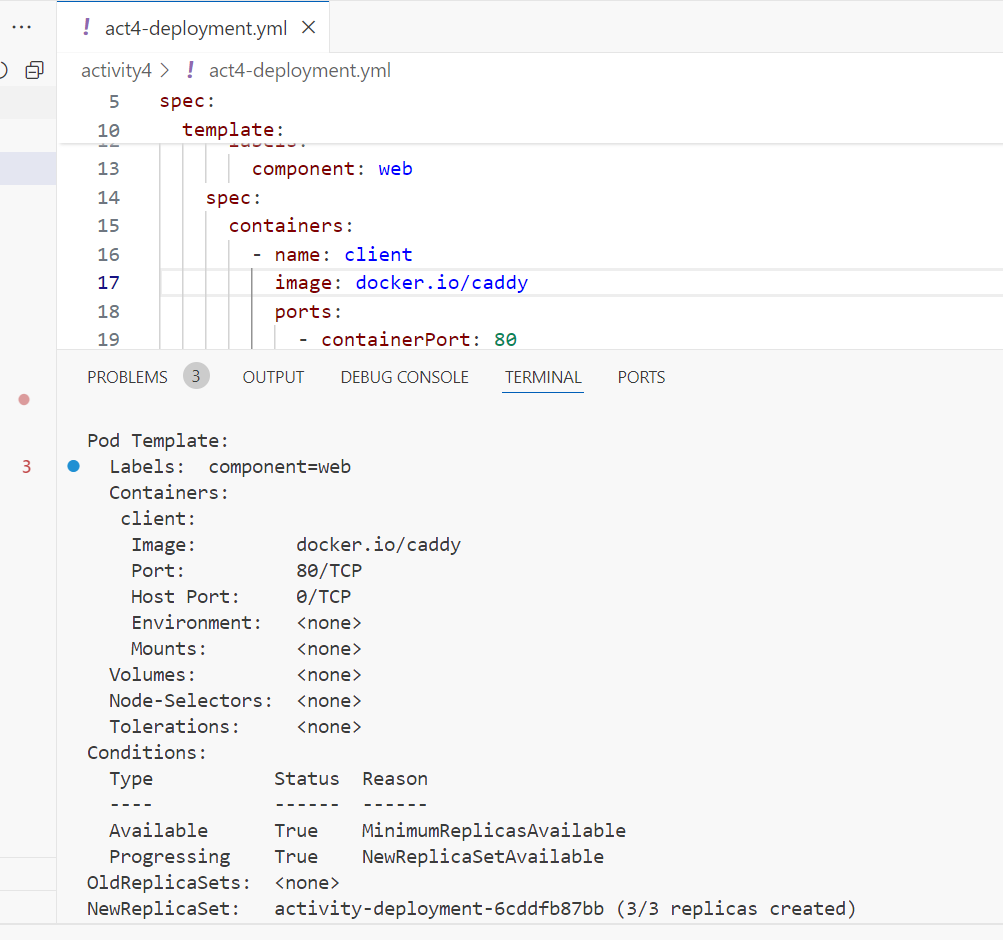 ...
! act4-deployment.yml ×
activity4 > ! act4-deployment.yml
5 spec:
10 template:
12 labels:
13 component: web
14 spec:
15 containers:
16 - name: client
17 image: docker.io/caddy
18 ports:
19 - containerPort: 80
PROBLEMS 3 OUTPUT DEBUG CONSOLE TERMINAL PORTS
Pod Template:
3 Labels: component=web
Containers:
client:
Image: docker.io/caddy
Port: 80/TCP
Host Port: 0/TCP
Environment: <none>
Mounts: <none>
Volumes: <none>
Node-Selectors: <none>
Tolerations: <none>
Conditions:
Type Status Reason
---- ------ ------
Available True MinimumReplicasAvailable
Progressing True NewReplicaSetAvailable
OldReplicaSets: <none>
NewReplicaSet: activity-deployment-6cddfb87bb (3/3 replicas created)